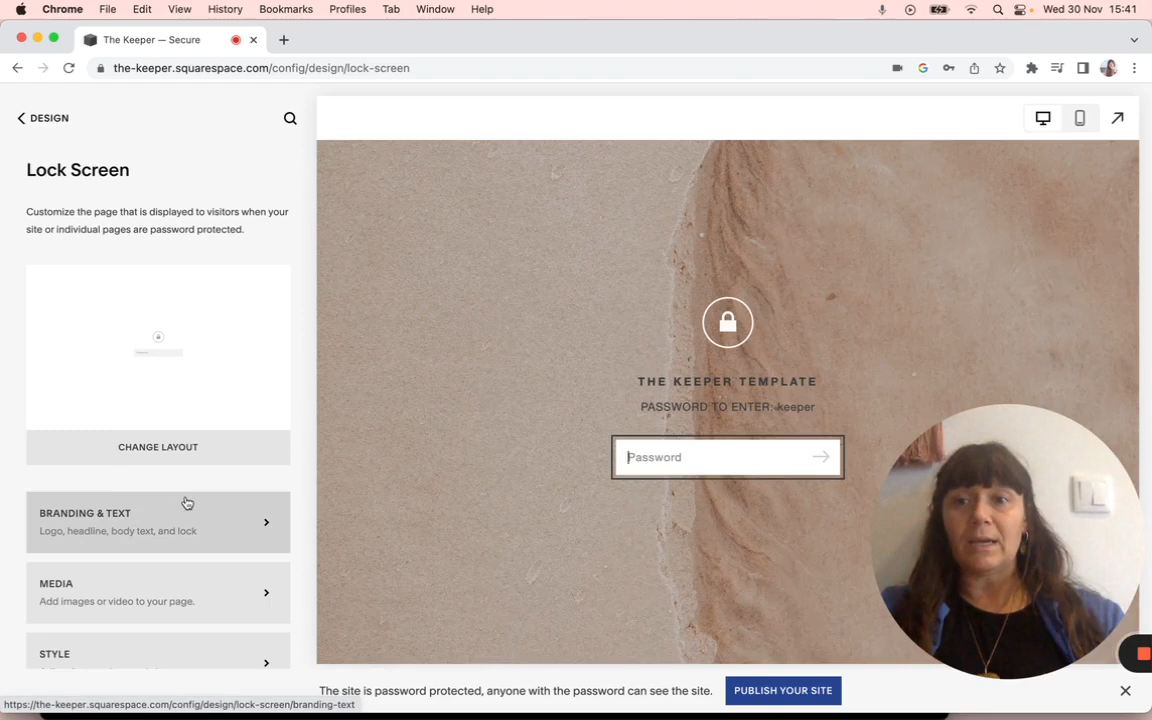 Chrome File Edit View History Bookmarks Profiles Tab Window Help Wed 30 Nov 15:41
The Keeper — Secure
the-keeper.squarespace.com/config/design/lock-screen
DESIGN
Lock Screen
Customize the page that is displayed to visitors when your
site or individual pages are password protected.
CHANGE LAYOUT
BRANDING & TEXT
Logo, headline, body text, and lock
MEDIA
Add images or video to your page.
STYLE
THE KEEPER TEMPLATE
PASSWORD TO ENTER: keeper
Password
The site is password protected, anyone with the password can see the site.
PUBLISH YOUR SITE
https://the-keeper.squarespace.com/config/design/lock-screen/branding-text